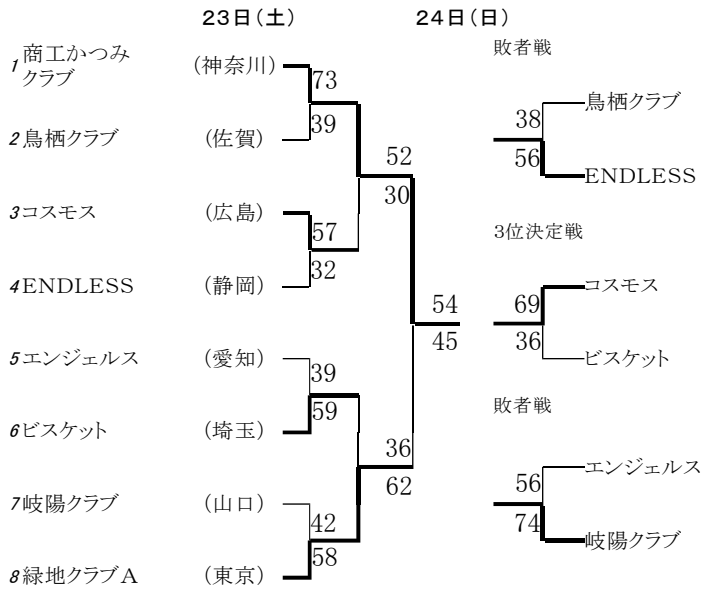 23日(土)
24日(日)
1 商工かつみクラブ (神奈川)
2 鳥栖クラブ (佐賀)
3 コスモス (広島)
4 ENDLESS (静岡)
5 エンジェルス (愛知)
6 ビスケット (埼玉)
7 岐陽クラブ (山口)
8 緑地クラブA (東京)
73
39
57
32
39
59
42
58
52
30
36
62
54
45
敗者戦
鳥栖クラブ
38
56
ENDLESS
3位決定戦
コスモス
69
36
ビスケット
敗者戦
エンジェルス
56
74
岐陽クラブ